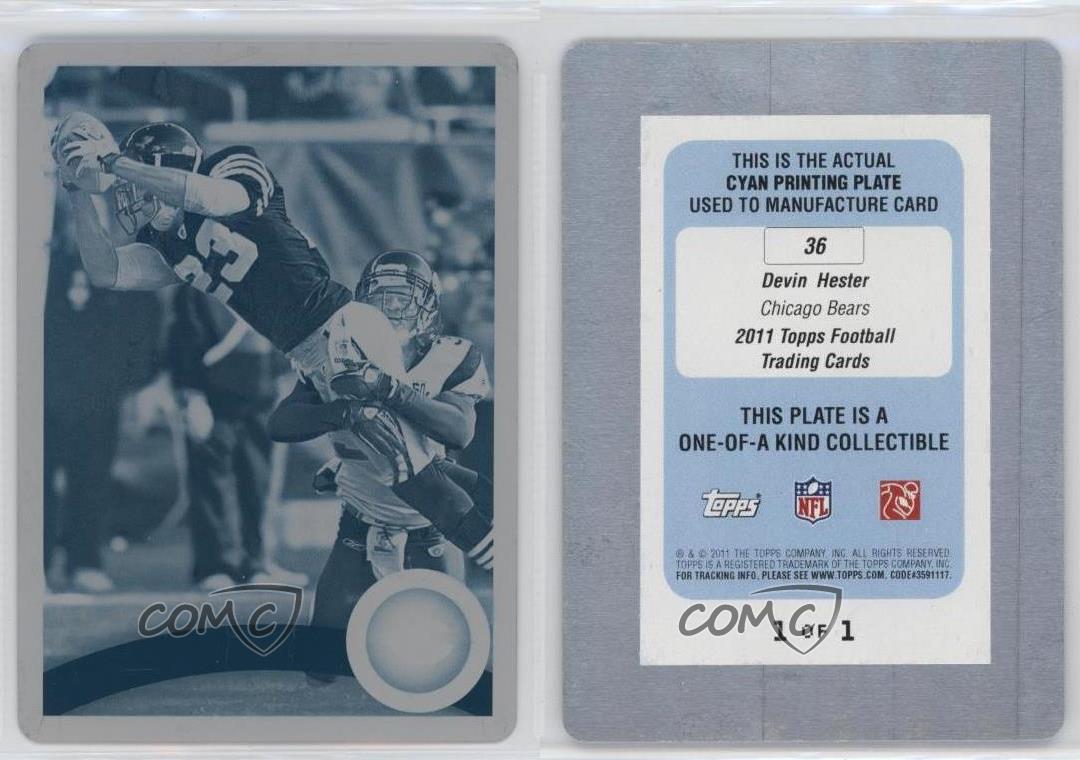 23
COMC
THIS IS THE ACTUAL
CYAN PRINTING PLATE
USED TO MANUFACTURE CARD
36
Devin Hester
Chicago Bears
2011 Topps Football
Trading Cards
THIS PLATE IS A
ONE-OF-A KIND COLLECTIBLE
topps
NFL
® & © 2011 THE TOPPS COMPANY, INC. ALL RIGHTS RESERVED.
TOPPS IS A REGISTERED TRADEMARK OF THE TOPPS COMPANY, INC.
FOR TRACKING INFO, PLEASE SEE WWW.TOPPS.COM. CODE#3591117.
COMC
1 OF 1